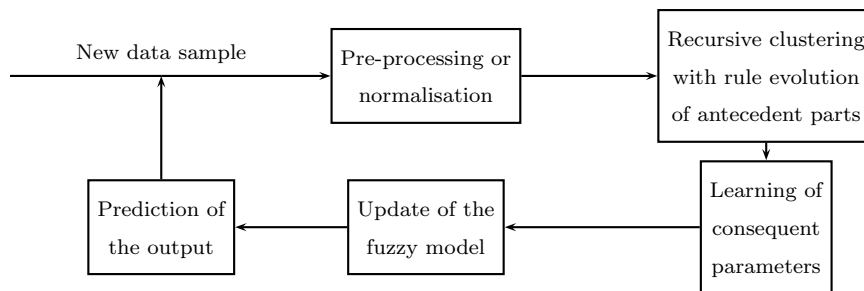 New data sample
Pre-processing or
normalisation
Recursive clustering
with rule evolution
of antecedent parts
Learning of
consequent
parameters
Update of the
fuzzy model
Prediction of
the output